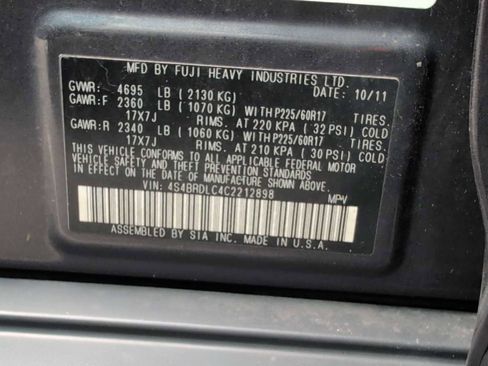 MFD BY FUJI HEAVY INDUSTRIES LTD.
GVWR: 4695 LB (2130 KG) DATE: 10/11
GAWR:F 2360 LB (1070 KG) WITH P225/60R17 TIRES.
17X7J RIMS. AT 220 KPA (32 PSI) COLD
GAWR:R 2340 LB (1060 KG) WITH P225/60R17 TIRES.
17X7J RIMS. AT 210 KPA (30 PSI) COLD
THIS VEHICLE CONFORMS TO ALL APPLICABLE FEDERAL MOTOR
VEHICLE SAFETY AND THEFT PREVENTION STANDARDS
IN EFFECT ON THE DATE OF MANUFACTURE SHOWN ABOVE.
VIN: 4S4BRDLC4C2212898 MPV
ASSEMBLED BY SIA INC. MADE IN U.S.A.